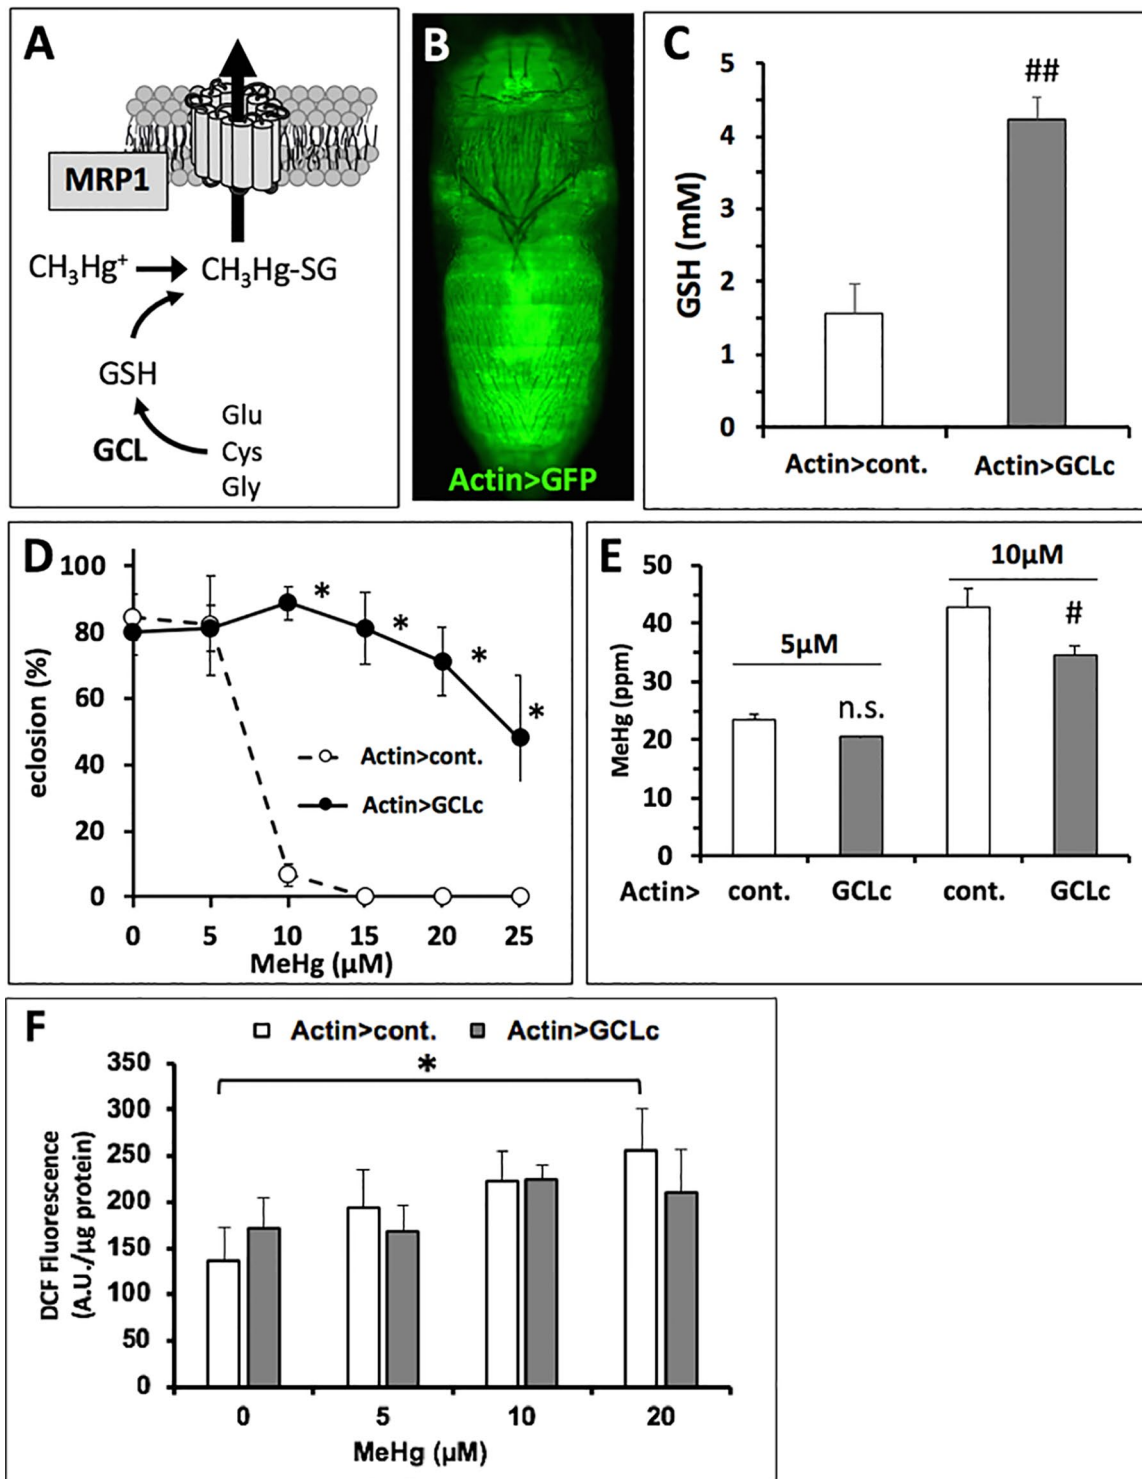 A
MRP1
CH₃Hg⁺
CH₃Hg-SG
GSH
GCL
Glu
Cys
Gly
B
Actin>GFP
C
5
4
3
2
1
0
GSH (mM)
##
Actin>cont.
Actin>GCLc
D
100
80
60
40
20
0
eclosion (%)
*
*
*
*
Actin>cont.
Actin>GCLc
0 5 10 15 20 25
MeHg (µM)
E
50
40
30
20
10
0
MeHg (ppm)
5µM
n.s.
10µM
#
Actin> cont. GCLc cont. GCLc
F
Actin>cont. Actin>GCLc
*
350
300
250
200
150
100
50
0
DCF Fluorescence
(A.U./µg protein)
0 5 10 20
MeHg (µM)